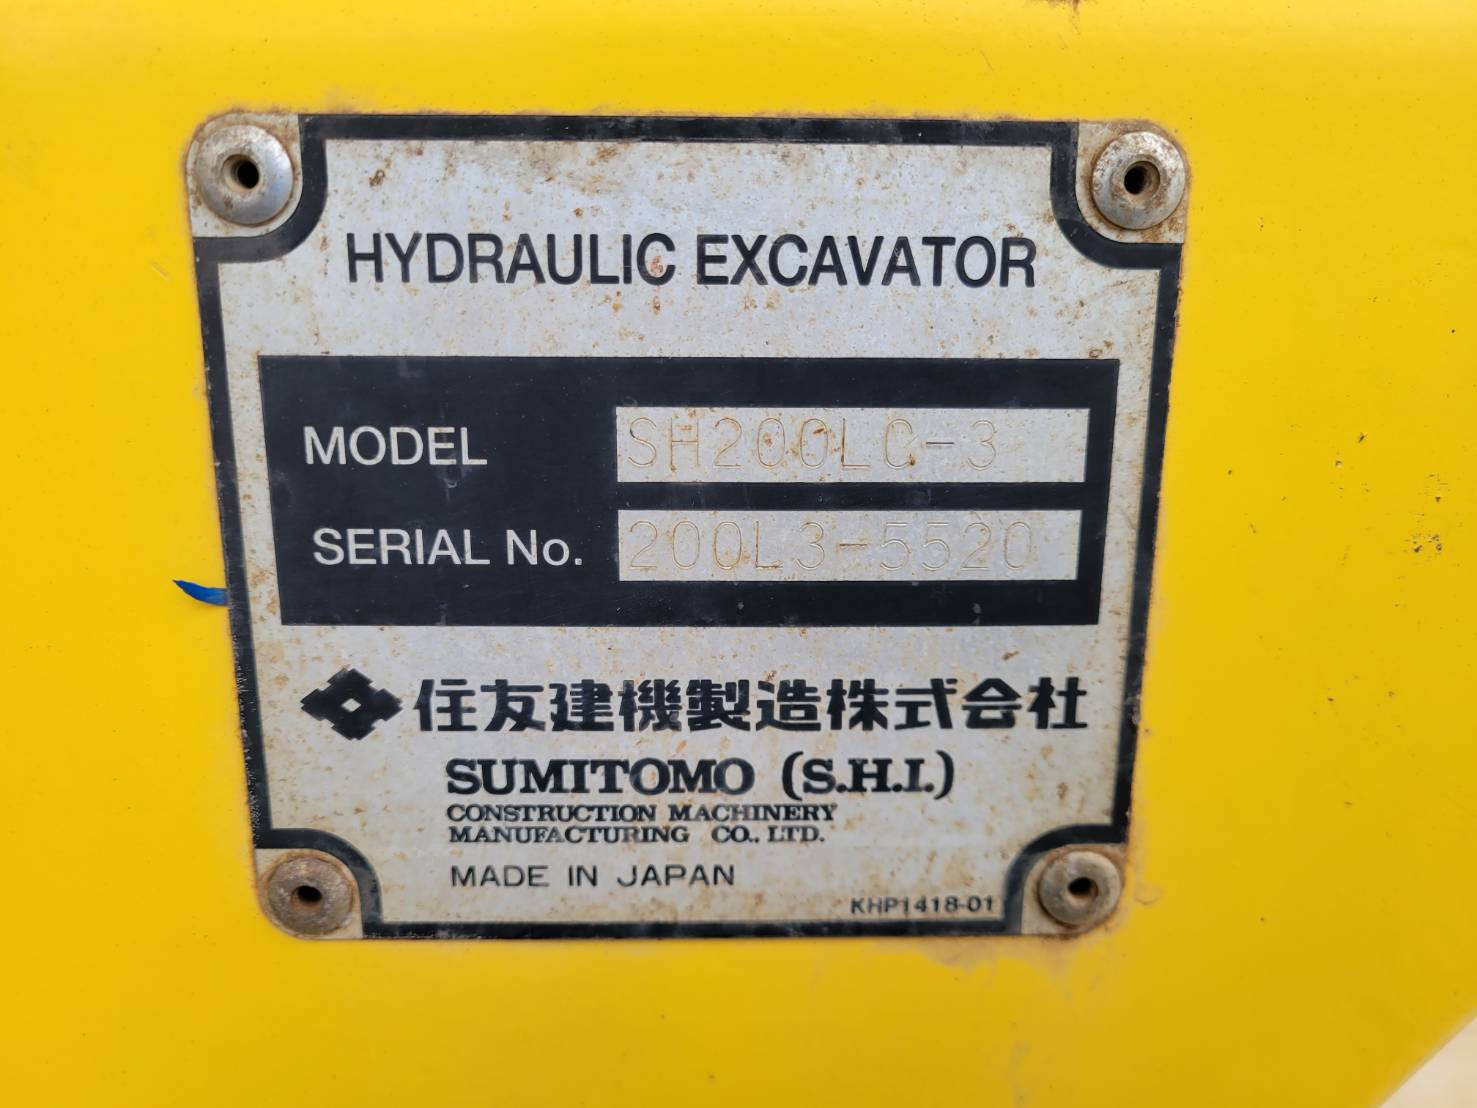 HYDRAULIC EXCAVATOR
MODEL SH200LC-3
SERIAL No. 200L3-5520
住友建機製造株式会社
SUMITOMO (S.H.I.)
CONSTRUCTION MACHINERY
MANUFACTURING CO., LTD.
MADE IN JAPAN
KHP1418-01